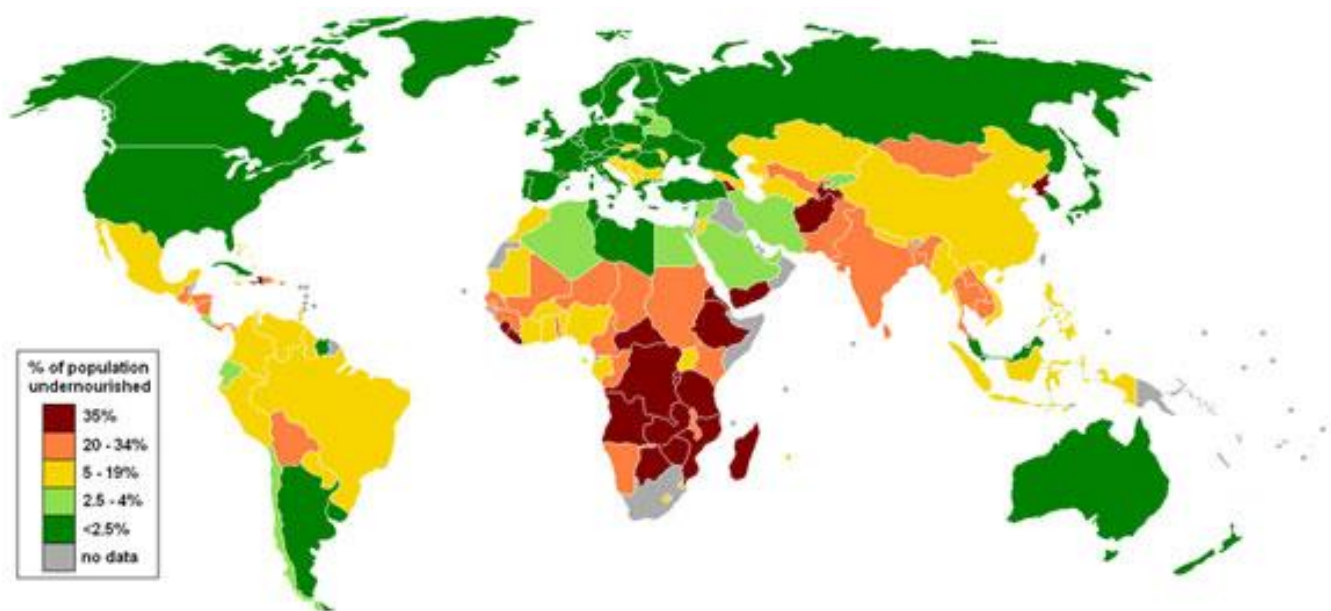 % of population
undernourished
35%
20 - 34%
5 - 19%
2.5 - 4%
<2.5%
no data